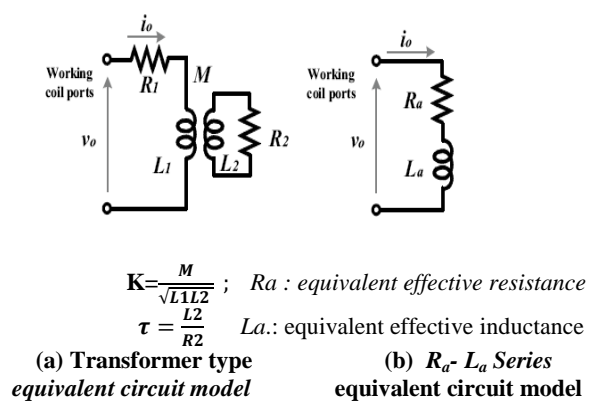 iₒ
Working
coil ports
R₁
M
vₒ
L₁
L₂
R₂
iₒ
Working
coil ports
Rₐ
vₒ
Lₐ
K=M/√L1L2 ; Ra : equivalent effective resistance
τ = L2/R2 La.: equivalent effective inductance
(a) Transformer type
equivalent circuit model
(b) Rₐ- Lₐ Series
equivalent circuit model